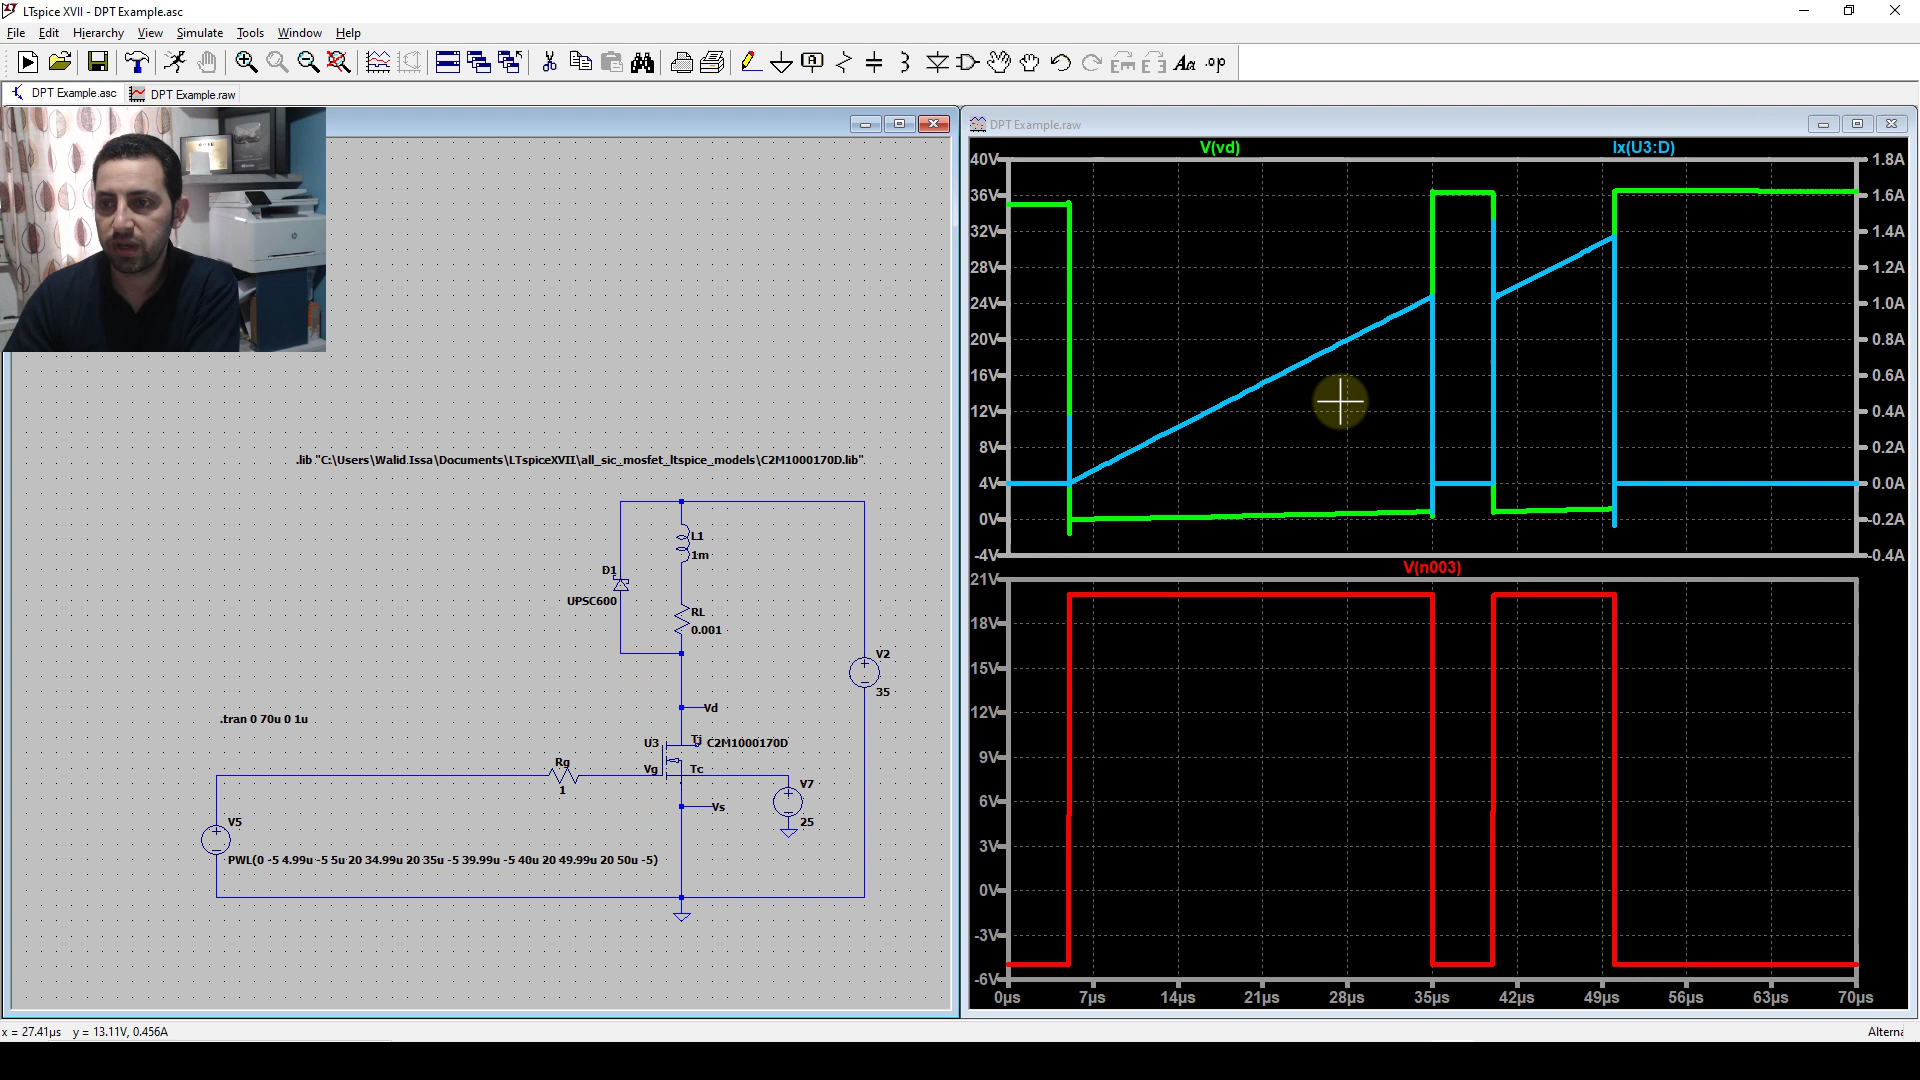 LTspice XVII - DPT Example.asc
File Edit Hierarchy View Simulate Tools Window Help
DPT Example.asc
DPT Example.raw
DPT Example.raw
.lib "C:\Users\Walid.Issa\Documents\LTspiceXVII\all_sic_mosfet_ltspice_models\C2M1000170D.lib"
L1
1m
D1
UPSC600
RL
0.001
V2
35
Vd
.tran 0 70u 0 1u
U3
Tj
C2M1000170D
Rg
1
Vg
Tc
V7
25
Vs
V5
PWL(0 -5 4.99u -5 5u 20 34.99u 20 35u -5 39.99u -5 40u 20 49.99u 20 50u -5)
V(vd)
Ix(U3:D)
40V
36V
32V
28V
24V
20V
16V
12V
8V
4V
0V
-4V
1.8A
1.6A
1.4A
1.2A
1.0A
0.8A
0.6A
0.4A
0.2A
0.0A
-0.2A
-0.4A
V(n003)
21V
18V
15V
12V
9V
6V
3V
0V
-3V
-6V
0µs 7µs 14µs 21µs 28µs 35µs 42µs 49µs 56µs 63µs 70µs
x = 27.41µs y = 13.11V, 0.456A